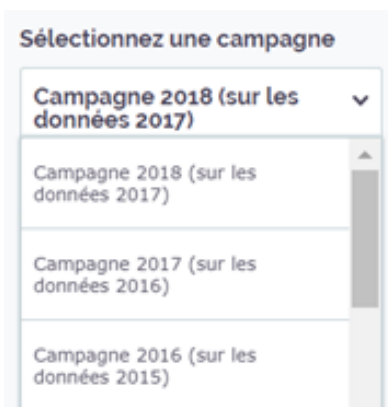 Sélectionnez une campagne
Campagne 2018 (sur les
données 2017)
Campagne 2018 (sur les
données 2017)
Campagne 2017 (sur les
données 2016)
Campagne 2016 (sur les
données 2015)